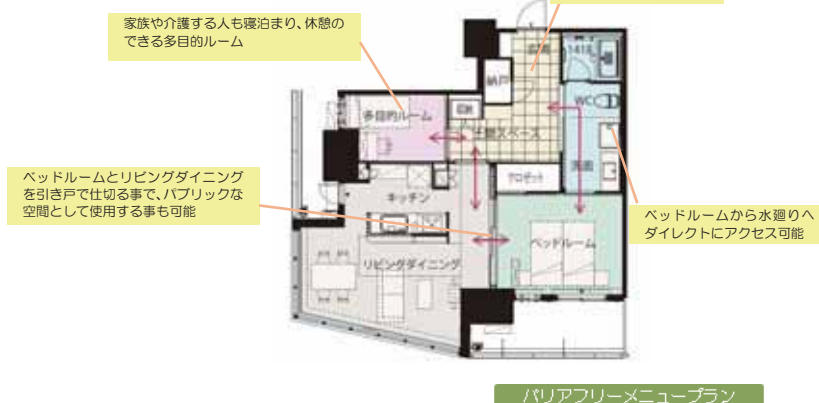 家族や介護する人も寝泊まり、休憩の
できる多目的ルーム
玄関
1418
納戸
WC
収納
多目的ルーム
土間スペース
洗面
クロゼット
キッチン
ベッドルームとリビングダイニング
を引き戸で仕切る事で、パブリックな
空間として使用する事も可能
ベッドルームから水廻りへ
ダイレクトにアクセス可能
ベッドルーム
リビングダイニング
バリアフリーメニュープラン